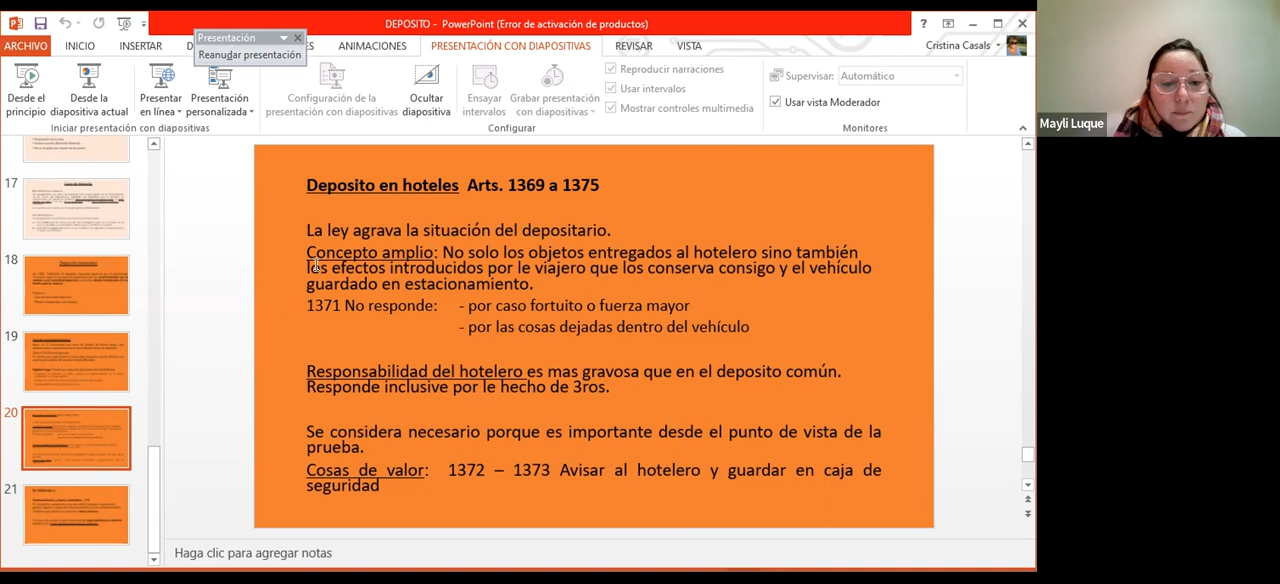 DEPOSITO - PowerPoint (Error de activación de productos)
Presentación
Reanudar presentación
ARCHIVO INICIO INSERTAR D ES ANIMACIONES PRESENTACIÓN CON DIAPOSITIVAS REVISAR VISTA
Cristina Casals
Desde el principio
Desde la diapositiva actual
Presentar en línea
Presentación personalizada
Iniciar presentación con diapositivas
Configuración de la presentación con diapositivas
Ocultar diapositiva
Ensayar intervalos
Grabar presentación con diapositivas
Reproducir narraciones
Usar intervalos
Mostrar controles multimedia
Configurar
Supervisar: Automático
Usar vista Moderador
Monitores
Mayli Luque
17
18
19
20
21
Deposito en hoteles Arts. 1369 a 1375
La ley agrava la situación del depositario.
Concepto amplio: No solo los objetos entregados al hotelero sino también
los efectos introducidos por le viajero que los conserva consigo y el vehículo
guardado en estacionamiento.
1371 No responde: - por caso fortuito o fuerza mayor
- por las cosas dejadas dentro del vehículo
Responsabilidad del hotelero es mas gravosa que en el deposito común.
Responde inclusive por le hecho de 3ros.
Se considera necesario porque es importante desde el punto de vista de la
prueba.
Cosas de valor: 1372 – 1373 Avisar al hotelero y guardar en caja de
seguridad
Haga clic para agregar notas